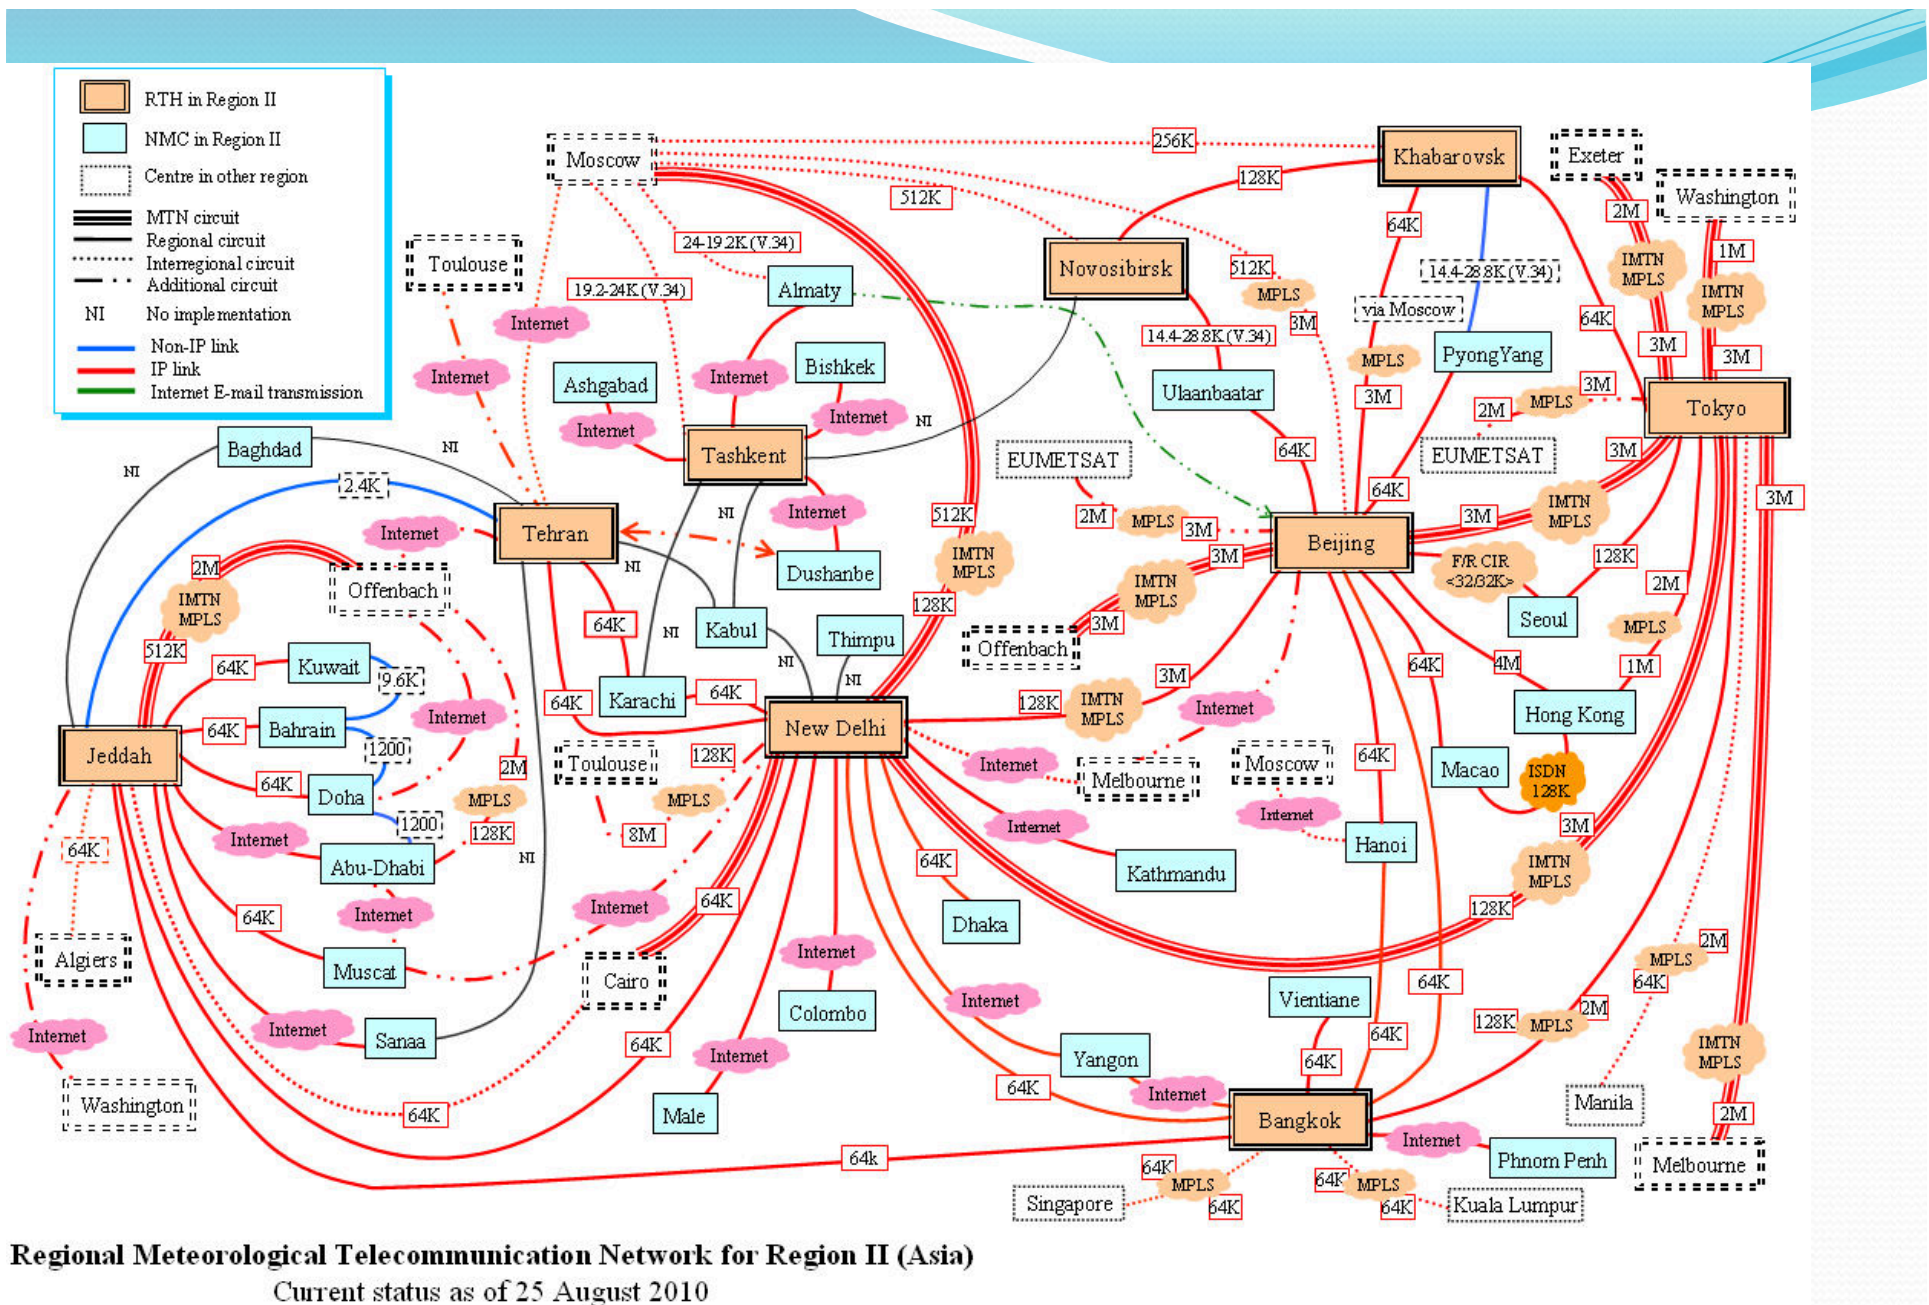 RTH in Region II
NMC in Region II
Centre in other region
MTN circuit
Regional circuit
Interregional circuit
Additional circuit
NI No implementation
Non-IP link
IP link
Internet E-mail transmission
Moscow
256K
Khabarovsk
Exeter
Washington
128K
512K
64K
2M
1M
24-19.2K (V.34)
Toulouse
Novosibirsk
14.4-28.8K (V.34)
IMTN
MPLS
IMTN
MPLS
Almaty
19.2-24K (V.34)
512K
MPLS
3M
via Moscow
64K
Internet
14.4-28.8K (V.34)
PyongYang
MPLS
3M
3M
3M
Internet
Ashgabad
Internet
Bishkek
Internet
Internet
Ulaanbaatar
3M
MPLS
2M
Tokyo
Baghdad
NI
NI
NI
Tashkent
EUMETSAT
64K
EUMETSAT
3M
2.4K
Internet
Tehran
NI
Internet
512K
2M
MPLS
3M
64K
3M
IMTN
MPLS
3M
Beijing
Dushanbe
NI
IMTN
MPLS
3M
IMTN
MPLS
3M
F/R CIR
<32/32K>
128K
2M
2M
IMTN
MPLS
512K
Offenbach
64K
NI
Kabul
Thimpu
128K
Offenbach
Seoul
MPLS
1M
64K
Kuwait
9.6K
NI
NI
64K
4M
64K
Bahrain
Internet
64K
Karachi
64K
New Delhi
128K
IMTN
MPLS
3M
Internet
Hong Kong
Jeddah
1200
Toulouse
128K
Internet
Melbourne
Moscow
64K
Macao
ISDN
128K
64K
Doha
2M
MPLS
MPLS
1200
128K
8M
Internet
Internet
3M
64K
Internet
Abu-Dhabi
Hanoi
64K
Kathmandu
IMTN
MPLS
128K
Internet
64K
Internet
64K
Dhaka
Algiers
Muscat
Cairo
Internet
Colombo
Internet
Vientiane
64K
MPLS
2M
64K
Internet
Internet
Sanaa
64K
Internet
Yangon
64K
64K
128K
MPLS
2M
IMTN
MPLS
Washington
64K
Male
64K
Internet
Bangkok
Manila
2M
64k
Internet
Phnom Penh
Melbourne
64K
MPLS
64K
64K
MPLS
64K
Singapore
Kuala Lumpur
Regional Meteorological Telecommunication Network for Region II (Asia)
Current status as of 25 August 2010